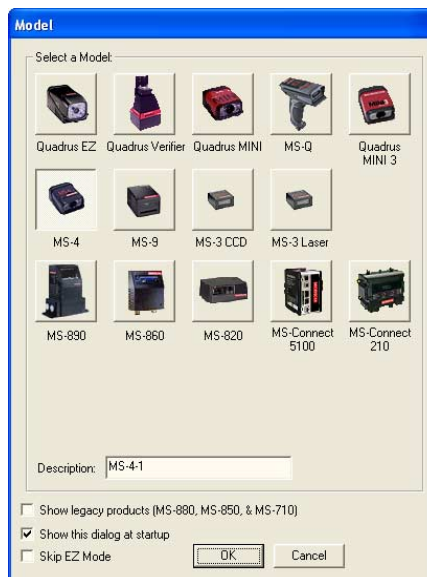 Model
Select a Model:
Quadrus EZ Quadrus Verifier Quadrus MINI MS-Q Quadrus MINI 3
MS-4 MS-9 MS-3 CCD MS-3 Laser
MS-890 MS-860 MS-820 MS-Connect 5100 MS-Connect 210
Description: MS-4-1
Show legacy products (MS-880, MS-850, & MS-710)
Show this dialog at startup
Skip EZ Mode OK Cancel